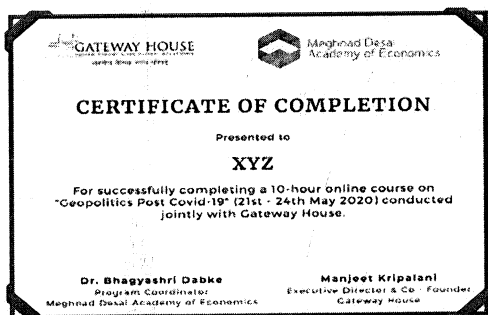 GATEWAY HOUSE
Meghnad Desai
Academy of Economics
CERTIFICATE OF COMPLETION
Presented to
XYZ
For successfully completing a 10-hour online course on
"Geopolitics Post Covid-19" (21st - 24th May 2020) conducted
jointly with Gateway House.
Dr. Bhagyashri Dabke
Program Coordinator
Meghnad Desai Academy of Economics
Manjeet Kripalani
Executive Director & Co - Founder
Gateway House